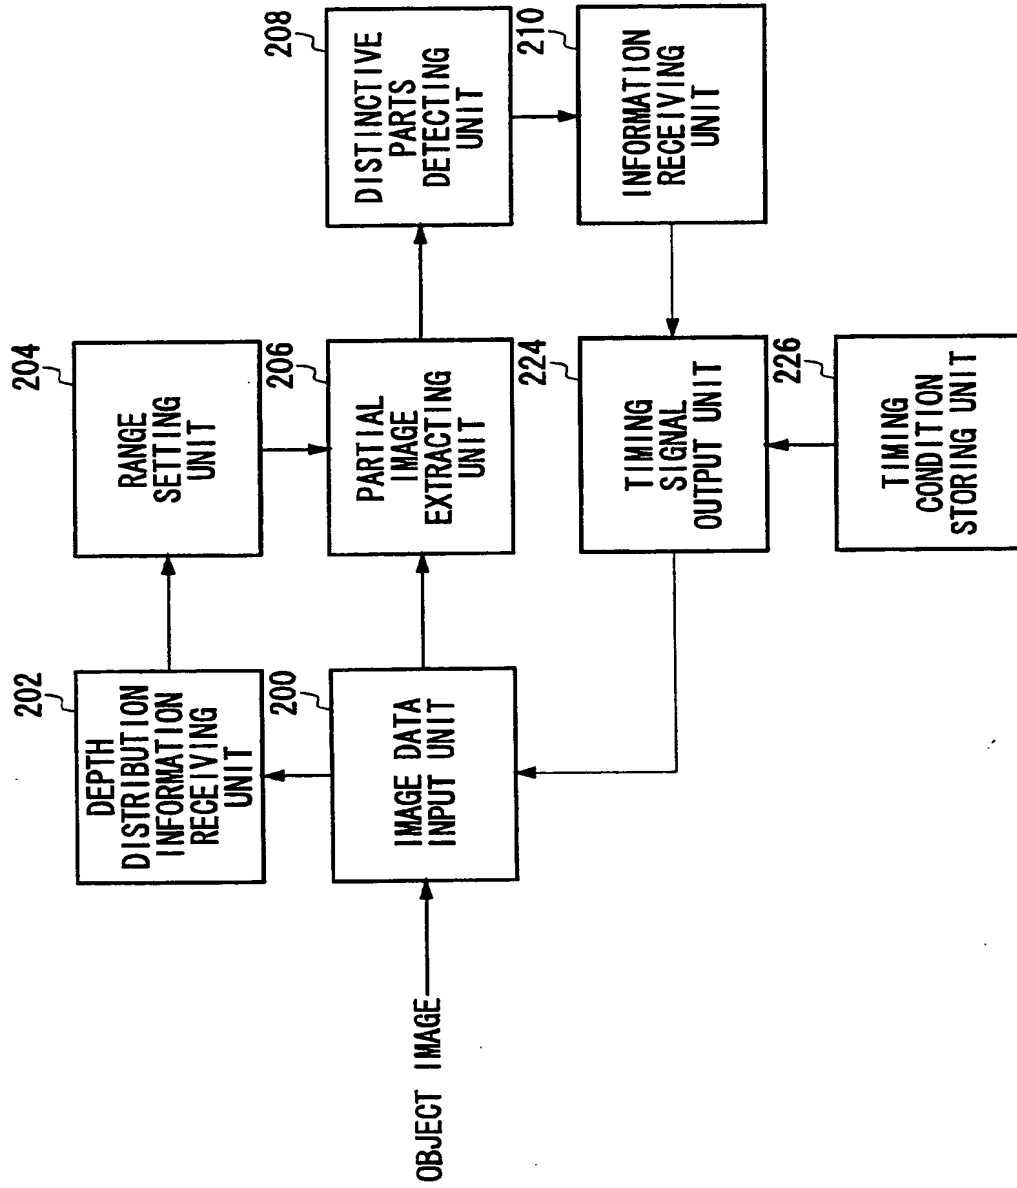 OBJECT IMAGE
202
DEPTH
DISTRIBUTION
INFORMATION
RECEIVING
UNIT
200
IMAGE DATA
INPUT UNIT
204
RANGE
SETTING
UNIT
206
PARTIAL
IMAGE
EXTRACTING
UNIT
224
TIMING
SIGNAL
OUTPUT UNIT
226
TIMING
CONDITION
STORING UNIT
208
DISTINCTIVE
PARTS
DETECTING
UNIT
210
INFORMATION
RECEIVING
UNIT